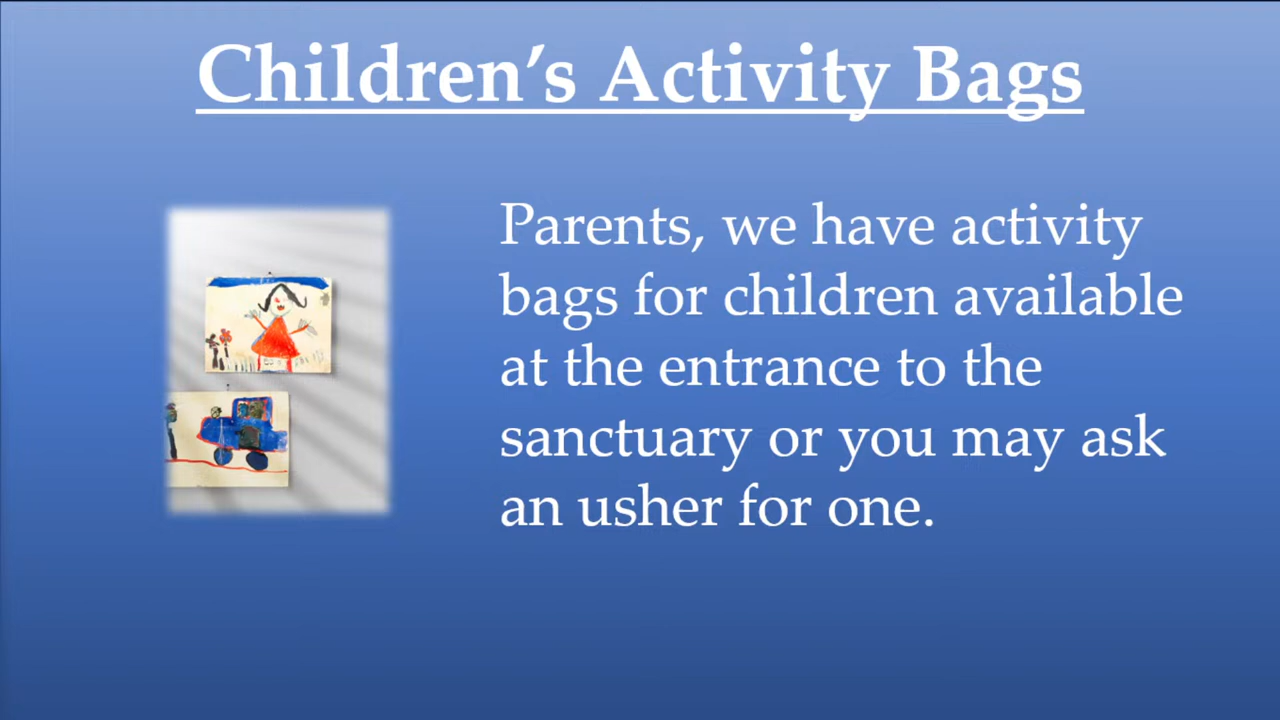 Children’s Activity Bags
Parents, we have activity
bags for children available
at the entrance to the
sanctuary or you may ask
an usher for one.